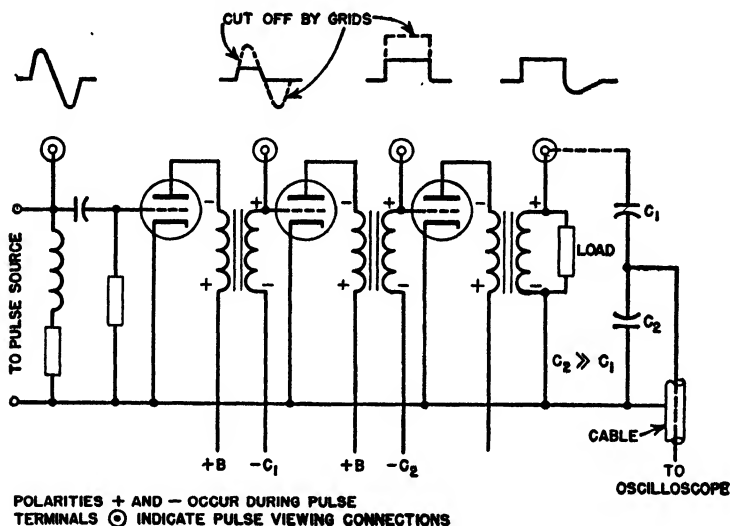 CUT OFF BY GRIDS
- + - + - +
+ - + - + -
TO PULSE SOURCE
LOAD
C₁
C₂
C₂ ≫ C₁
CABLE
+B -C₁ +B -C₂
TO
OSCILLOSCOPE
POLARITIES + AND - OCCUR DURING PULSE
TERMINALS ⊙ INDICATE PULSE VIEWING CONNECTIONS